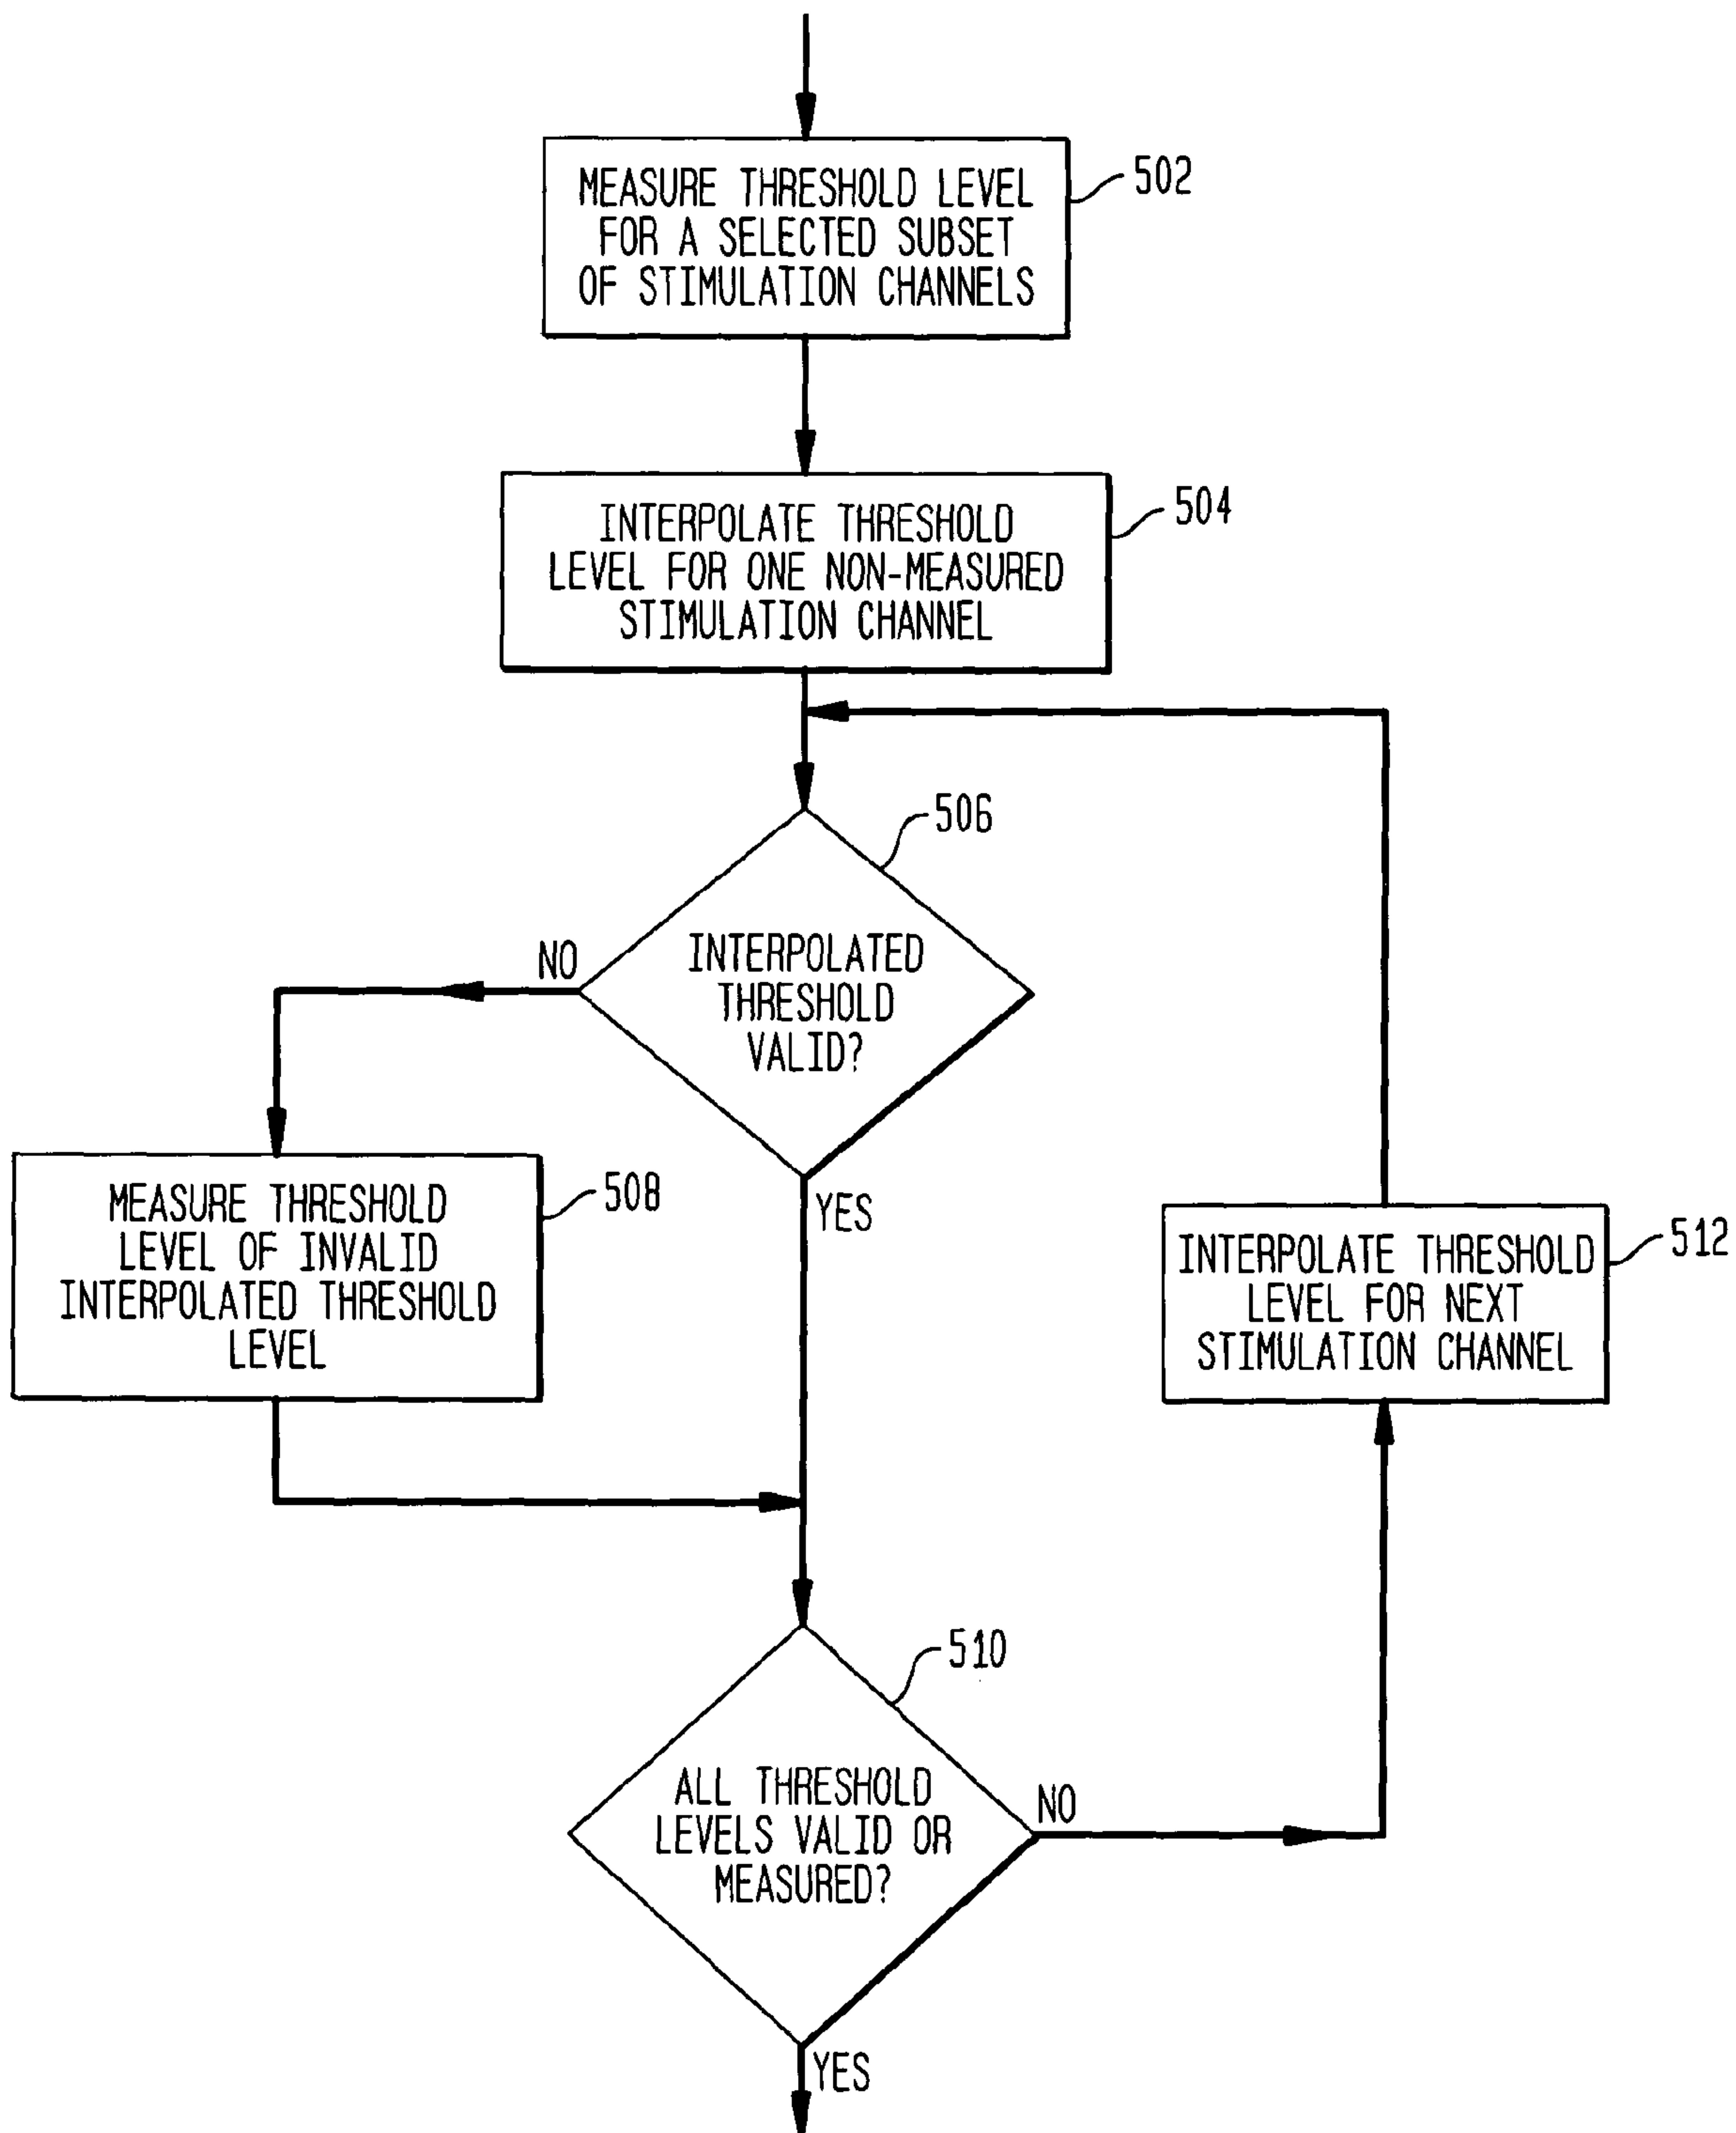 MEASURE THRESHOLD LEVEL
FOR A SELECTED SUBSET
OF STIMULATION CHANNELS
502
INTERPOLATE THRESHOLD
LEVEL FOR ONE NON-MEASURED
STIMULATION CHANNEL
504
506
INTERPOLATED
THRESHOLD
VALID?
NO
YES
MEASURE THRESHOLD
LEVEL OF INVALID
INTERPOLATED THRESHOLD
LEVEL
508
INTERPOLATE THRESHOLD
LEVEL FOR NEXT
STIMULATION CHANNEL
512
510
ALL THRESHOLD
LEVELS VALID OR
MEASURED?
NO
YES